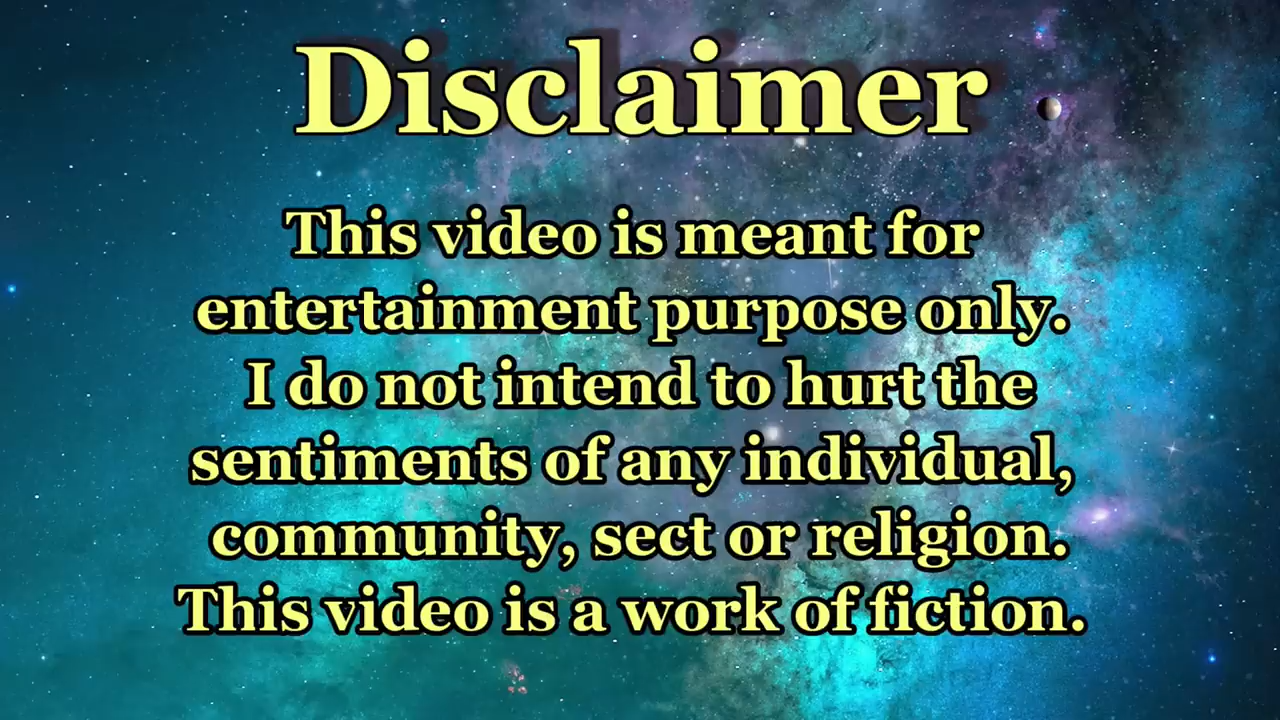 Disclaimer
This video is meant for
entertainment purpose only.
I do not intend to hurt the
sentiments of any individual,
community, sect or religion.
This video is a work of fiction.